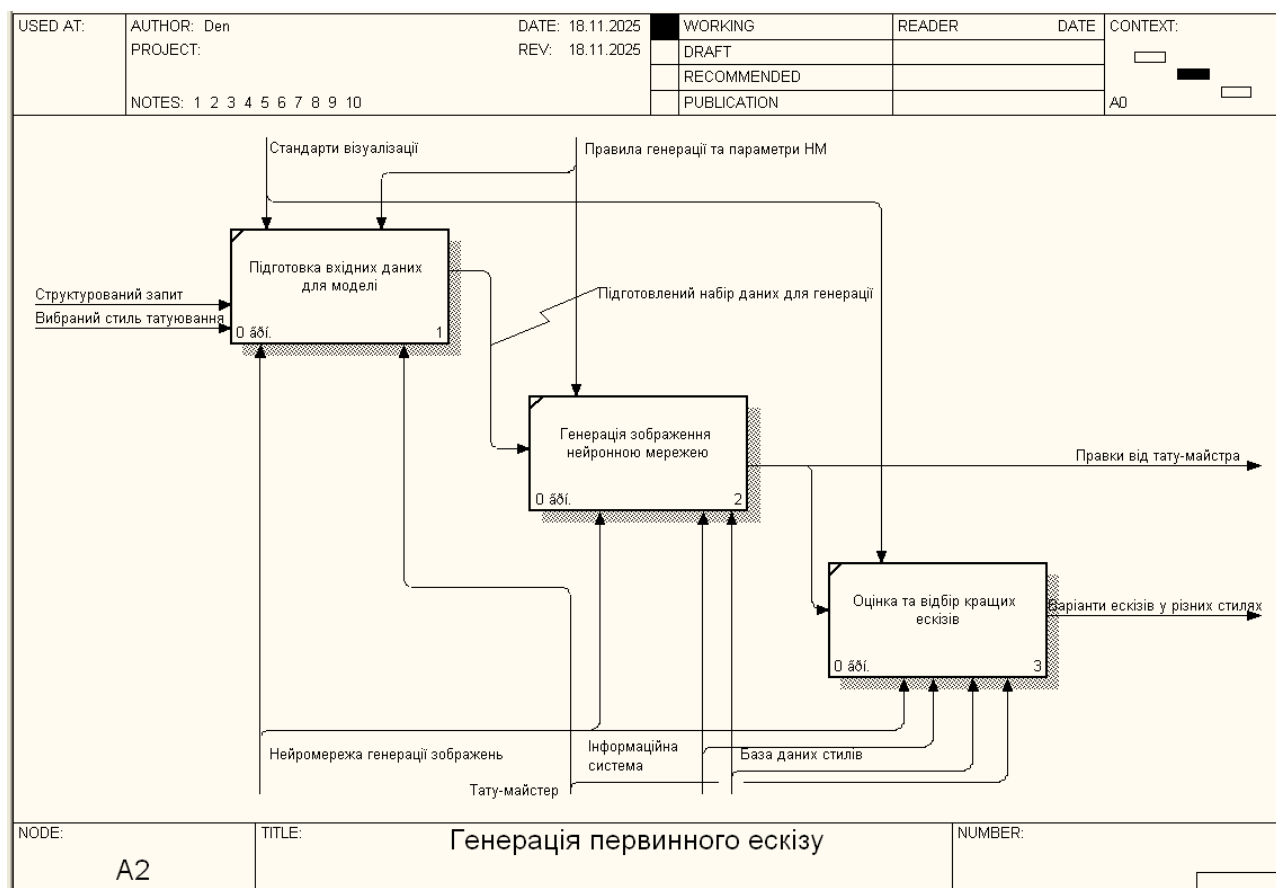 USED AT:
AUTHOR: Den
DATE: 18.11.2025
WORKING
READER
DATE
CONTEXT:
PROJECT:
REV: 18.11.2025
DRAFT
RECOMMENDED
NOTES: 1 2 3 4 5 6 7 8 9 10
PUBLICATION
A0
Стандарти візуалізації
Правила генерації та параметри НМ
Підготовка вхідних даних
для моделі
Структурований запит
Вибраний стиль татуювання
0 ãðí.
1
Підготовлений набір даних для генерації
Генерація зображення
нейронною мережею
0 ãðí.
2
Правки від тату-майстра
Оцінка та відбір кращих
ескізів
Варіанти ескізів у різних стилях
0 ãðí.
3
Нейромережа генерації зображень
Інформаційна
система
База даних стилів
Тату-майстер
NODE:
A2
TITLE:
Генерація первинного ескізу
NUMBER: